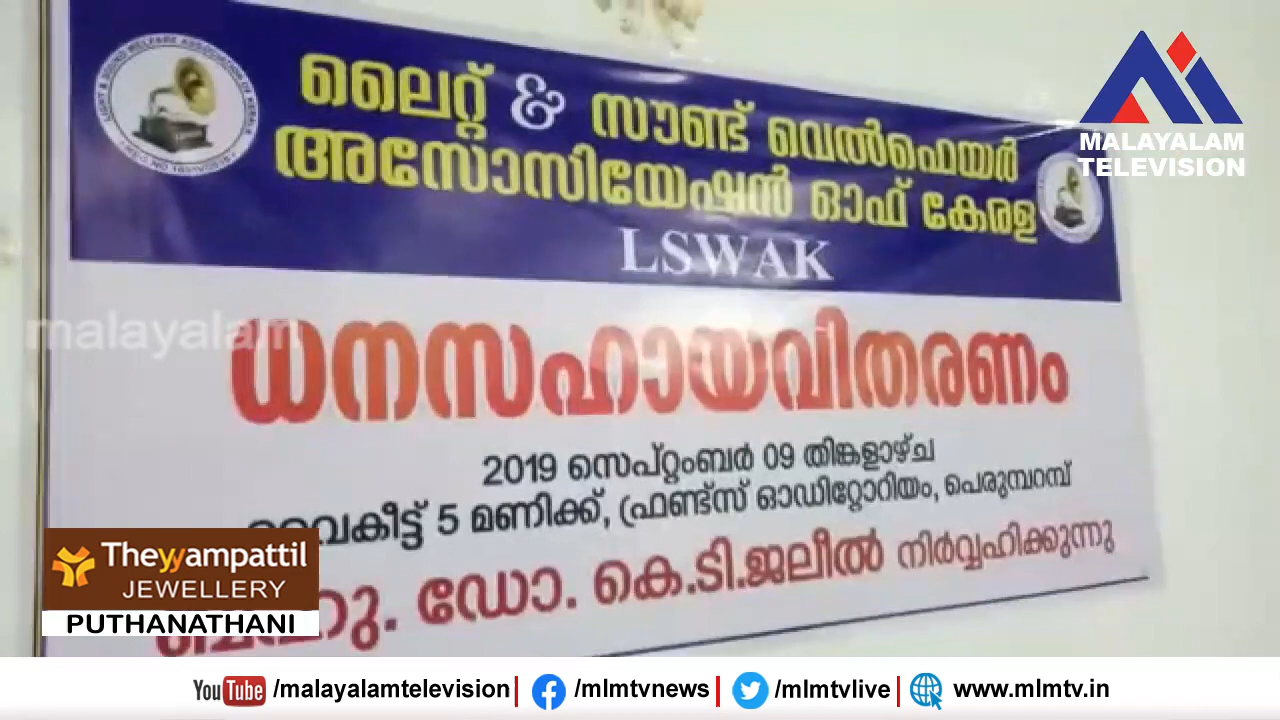 ലൈറ്റ് & സൗണ്ട് വെൽഫെയർ
അസോസിയേഷൻ ഓഫ് കേരള
LSWAK
ധനസഹായവിതരണം
2019 സെപ്റ്റംബർ 09 തിങ്കളാഴ്ച
വൈകീട്ട് 5 മണിക്ക്, ഫ്രണ്ട്സ് ഓഡിറ്റോറിയം, പെരുമ്പറമ്പ്
ഡോ. കെ.ടി.ജലീൽ നിർവ്വഹിക്കുന്നു
MALAYALAM
TELEVISION
malayalam
Theyyampattil
JEWELLERY
PUTHANATHANI
YouTube /malayalamtelevision | f /mlmtvnews | /mlmtvlive | www.mlmtv.in